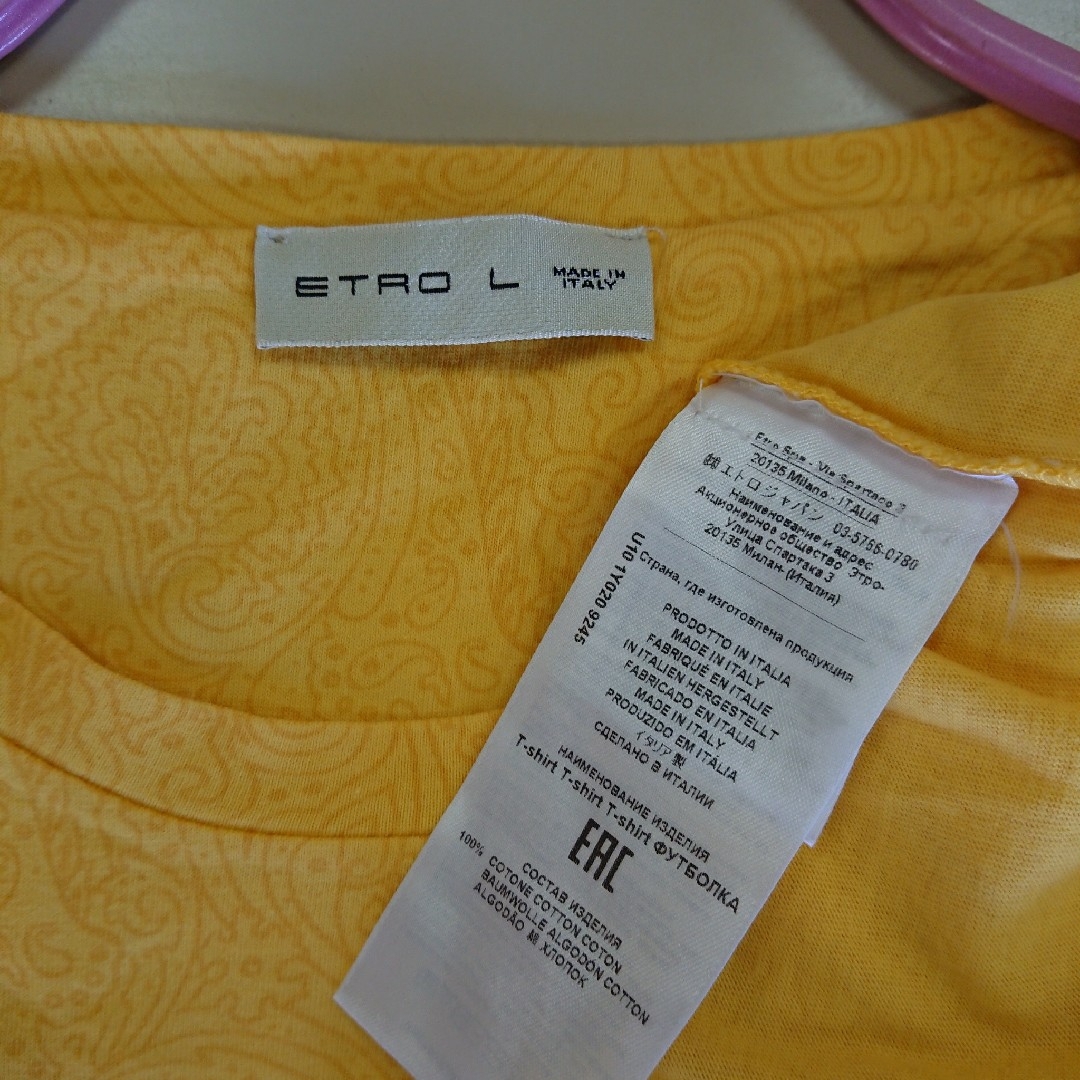 ETRO L MADE IN
ITALY
Etro Spa - Via Spartaco 3
20135 Milano - ITALIA
㈱エトロジャパン 03-5766-0780
Наименование и адрес
Акционерное общество Этро-
Улица Спартака 3
20135 Милан-(Италия)
U10 1Y020 9245
Страна, где изготовлена продукция
PRODOTTO IN ITALIA
MADE IN ITALY
FABRIQUÉ EN ITALIE
IN ITALIEN HERGESTELLT
FABRICADO EN ITALIA
MADE IN ITALY
PRODUZIDO EM ITALIA
イタリア製
СДЕЛАНО В ИТАЛИИ
НАИМЕНОВАНИЕ ИЗДЕЛИЯ
T-shirt T-shirt T-shirt ФУТБОЛКА
EAC
СОСТАВ ИЗДЕЛИЯ
100% COTONE COTTON COTON
BAUMWOLLE ALGODÓN COTTON
ALGODÃO 綿 ХЛОПОК